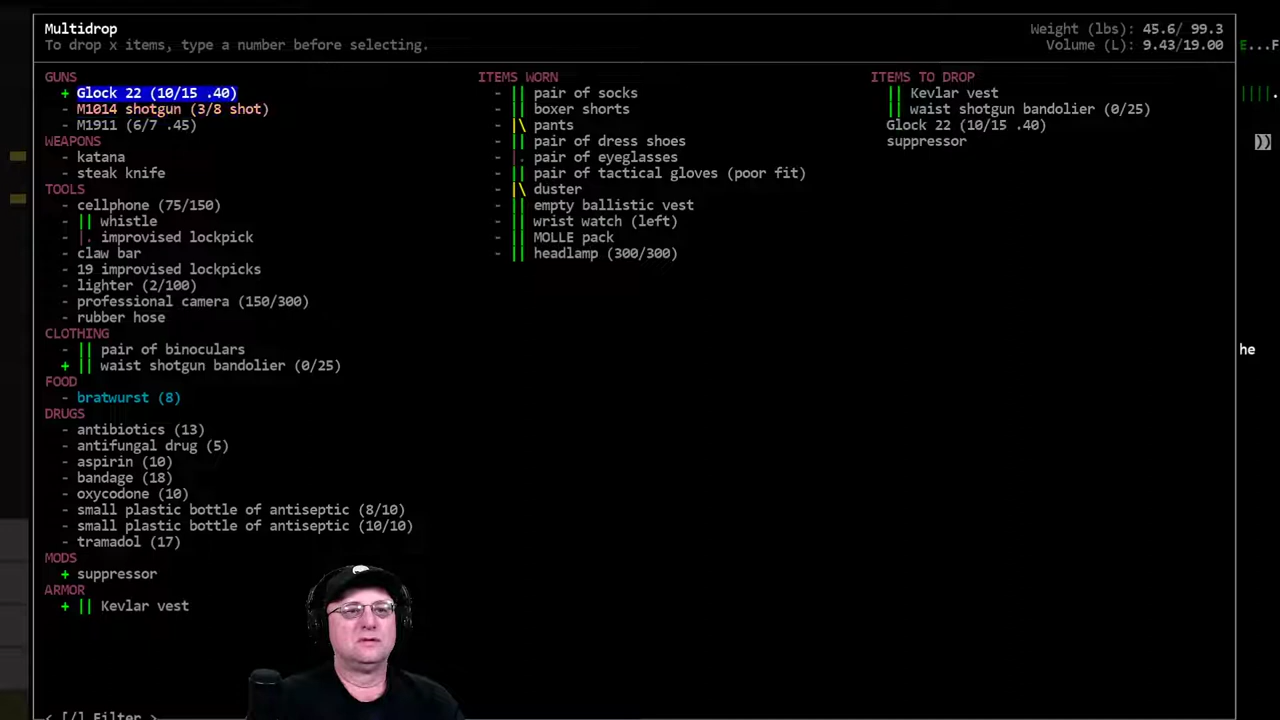 Multidrop
Weight (lbs): 45.6/ 99.3
To drop x items, type a number before selecting.
Volume (L): 9.43/19.00
E...F
GUNS
+ Glock 22 (10/15 .40)
- M1014 shotgun (3/8 shot)
- M1911 (6/7 .45)
WEAPONS
- katana
- steak knife
TOOLS
- cellphone (75/150)
- || whistle
- |. improvised lockpick
- claw bar
- 19 improvised lockpicks
- lighter (2/100)
- professional camera (150/300)
- rubber hose
CLOTHING
- || pair of binoculars
+ || waist shotgun bandolier (0/25)
FOOD
- bratwurst (8)
DRUGS
- antibiotics (13)
- antifungal drug (5)
- aspirin (10)
- bandage (18)
- oxycodone (10)
- small plastic bottle of antiseptic (8/10)
- small plastic bottle of antiseptic (10/10)
- tramadol (17)
MODS
+ suppressor
ARMOR
+ || Kevlar vest
< [/] Filter >
ITEMS WORN
- || pair of socks
- || boxer shorts
- |\ pants
- || pair of dress shoes
- |. pair of eyeglasses
- || pair of tactical gloves (poor fit)
- |\ duster
- || empty ballistic vest
- || wrist watch (left)
- || MOLLE pack
- || headlamp (300/300)
ITEMS TO DROP
|| Kevlar vest
|| waist shotgun bandolier (0/25)
Glock 22 (10/15 .40)
suppressor
||||.
))
he